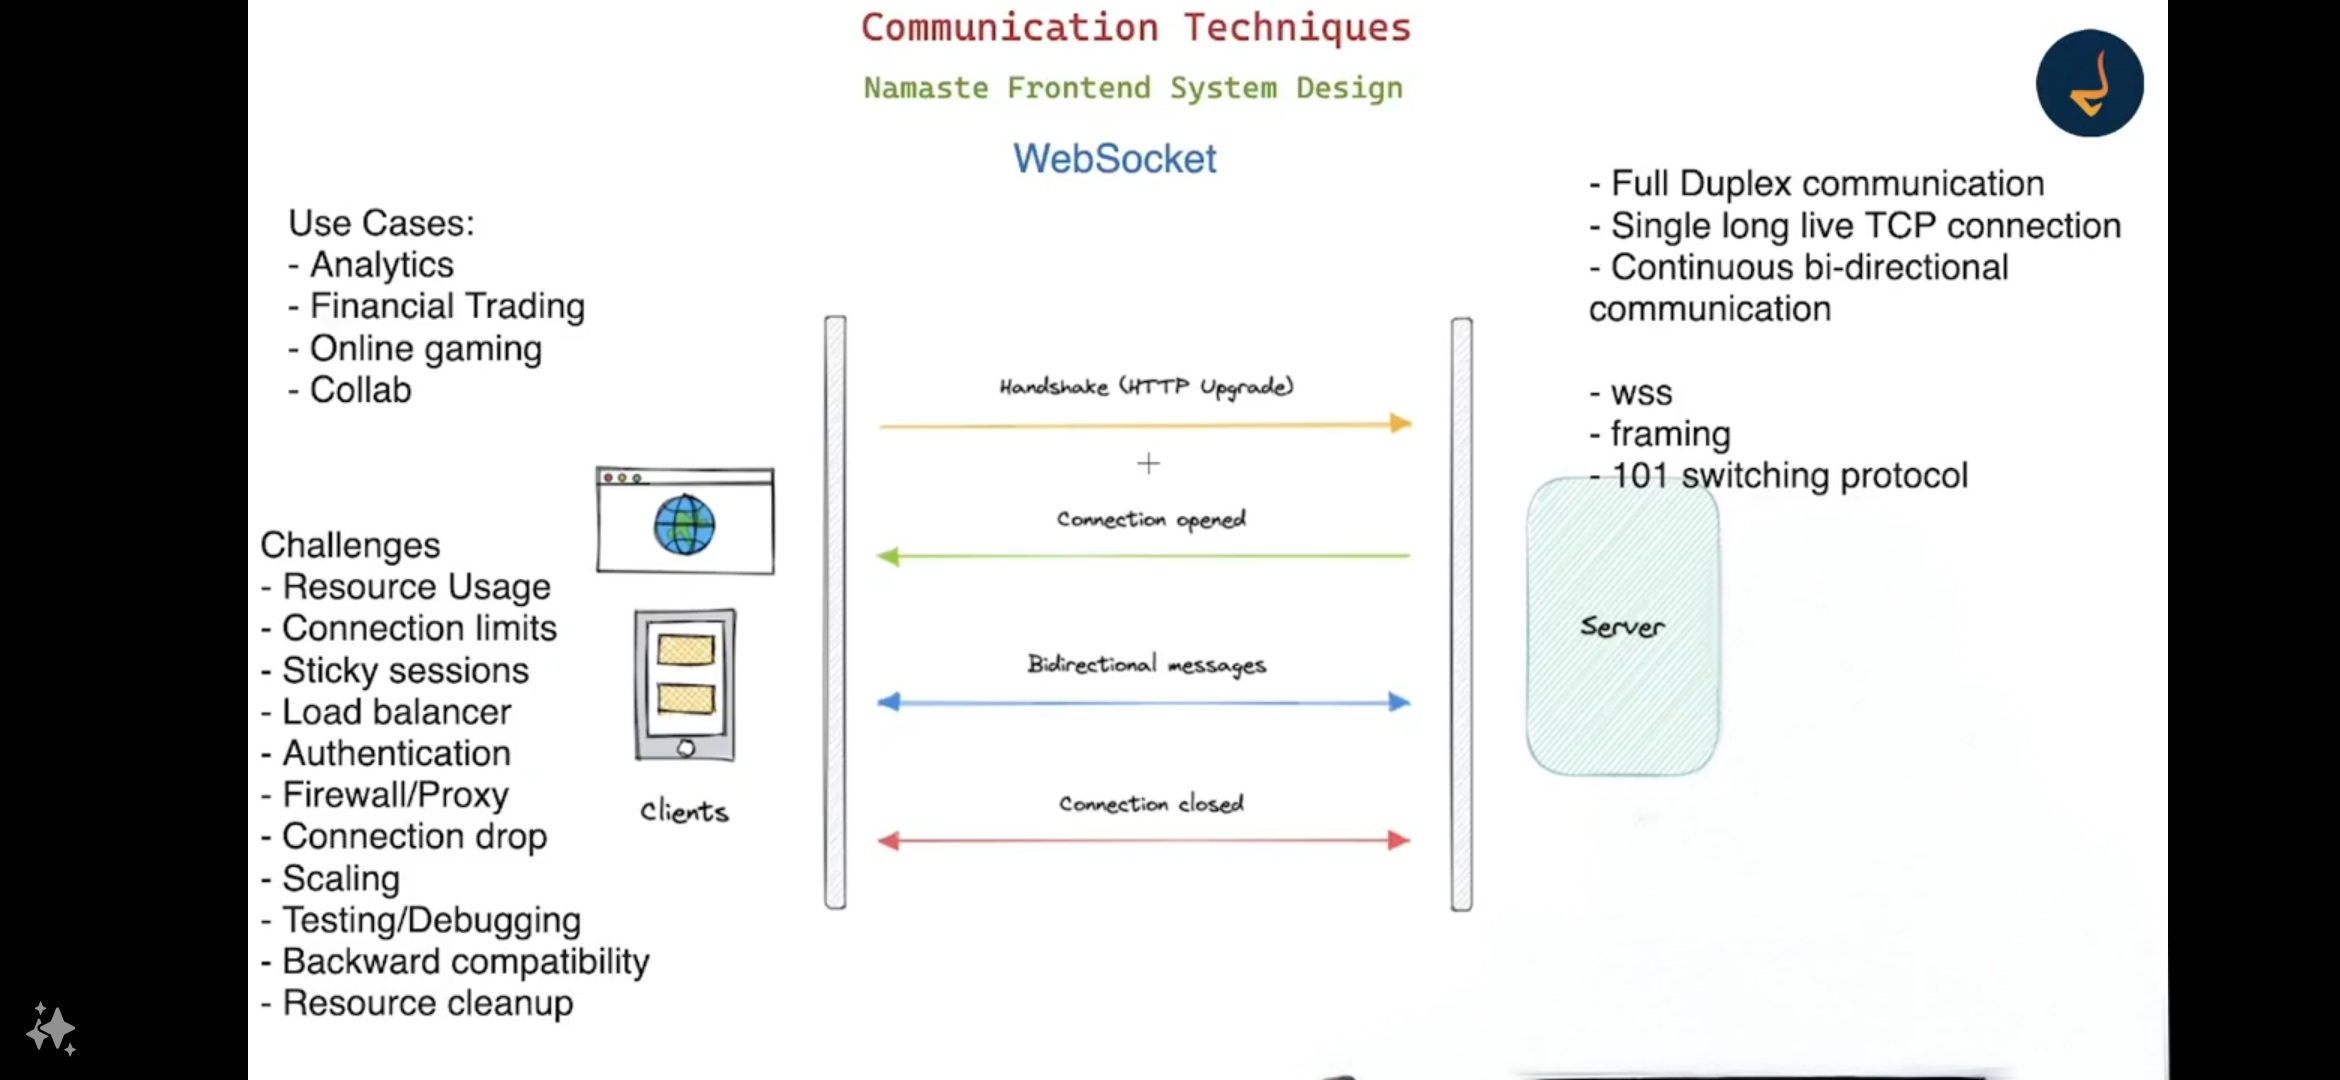 Communication Techniques
Namaste Frontend System Design
WebSocket
Use Cases:
- Analytics
- Financial Trading
- Online gaming
- Collab
Challenges
- Resource Usage
- Connection limits
- Sticky sessions
- Load balancer
- Authentication
- Firewall/Proxy
- Connection drop
- Scaling
- Testing/Debugging
- Backward compatibility
- Resource cleanup
Clients
Handshake (HTTP Upgrade)
Connection opened
Bidirectional messages
Connection closed
- Full Duplex communication
- Single long live TCP connection
- Continuous bi-directional
communication
- wss
- framing
- 101 switching protocol
Server